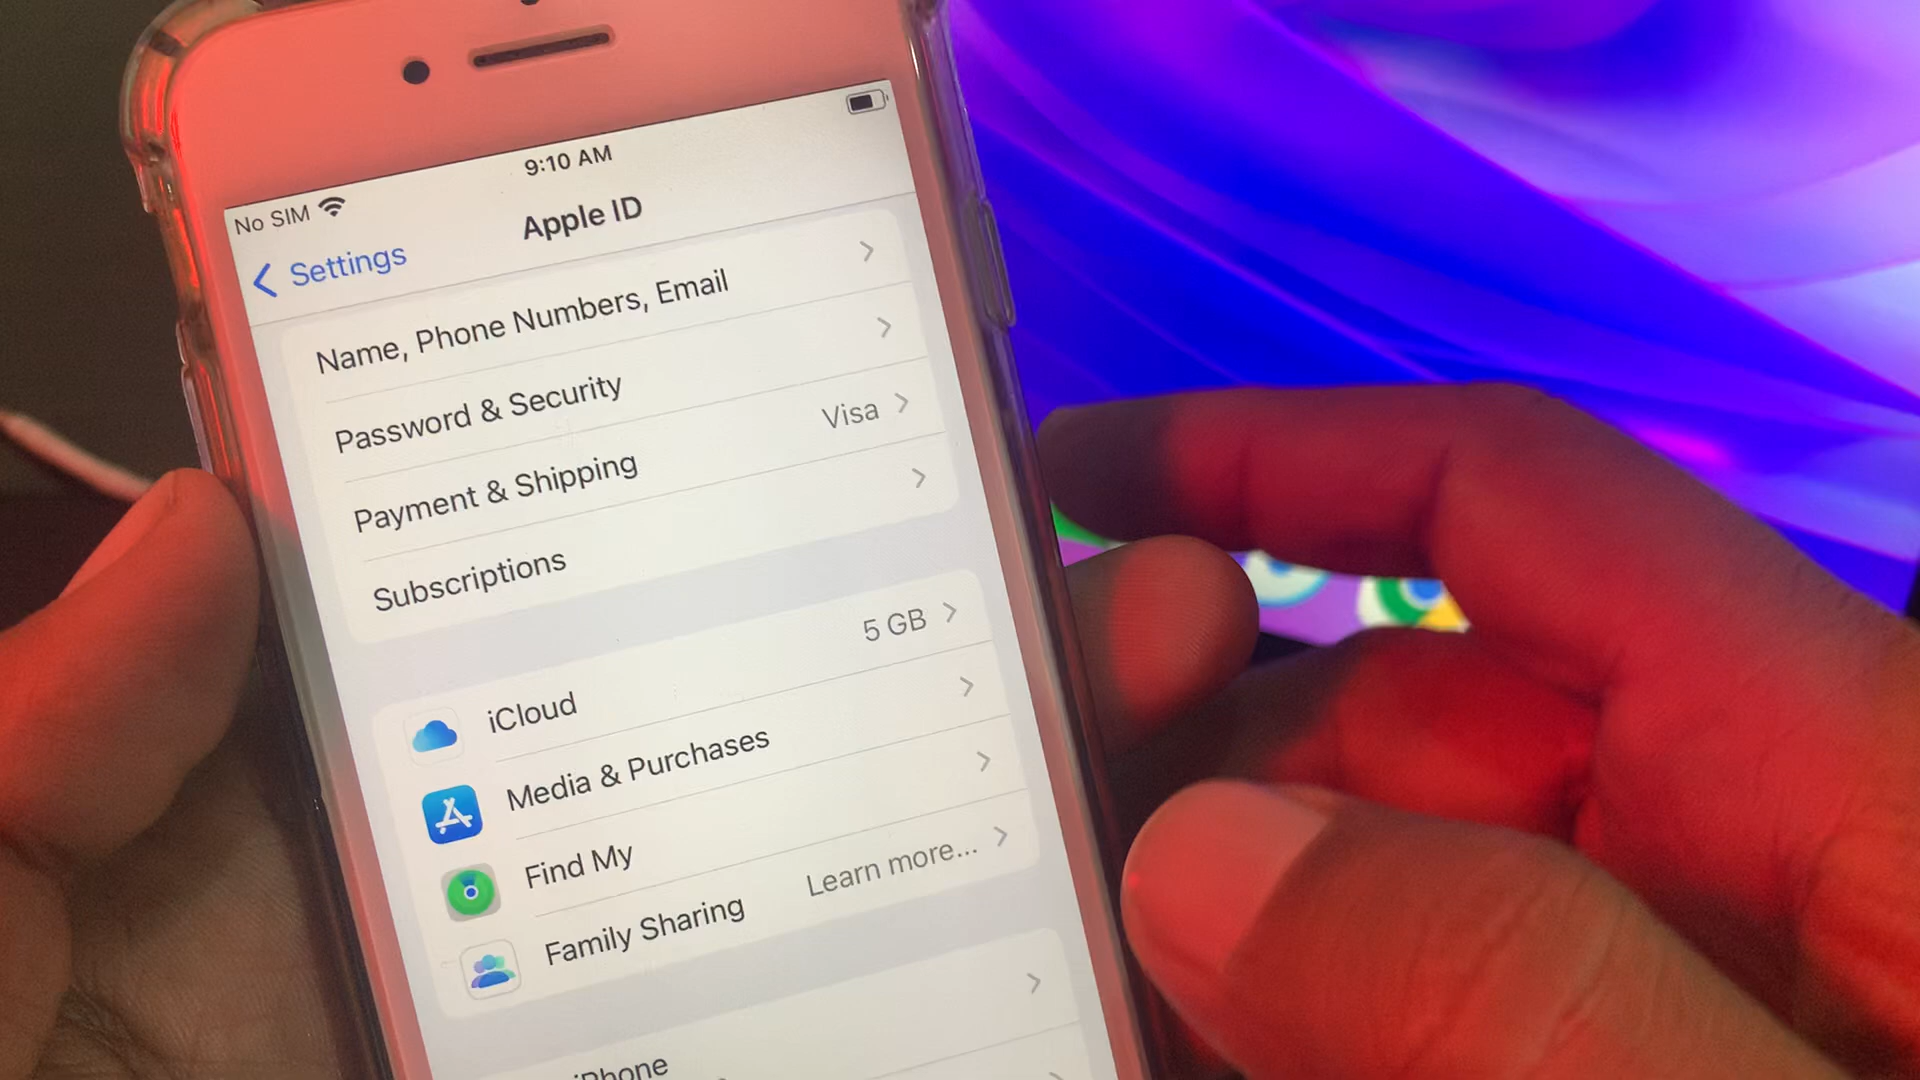 9:10 AM
No SIM
Settings
Apple ID
Name, Phone Numbers, Email
Password & Security
Payment & Shipping Visa
Subscriptions
iCloud 5 GB
Media & Purchases
Find My
Family Sharing Learn more...
iPhone